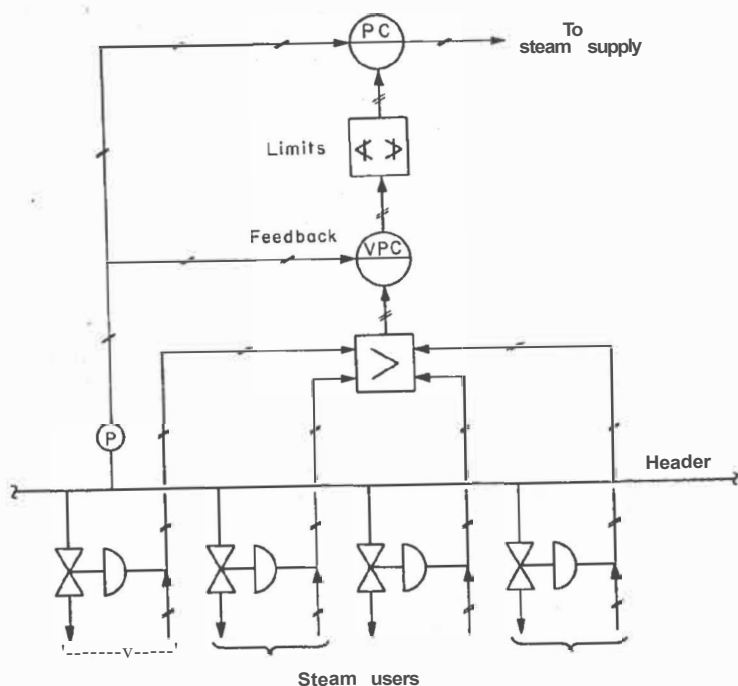 PC
To
steam supply
Limits
< >
Feedback
VPC
>
P
Header
V
Steam users